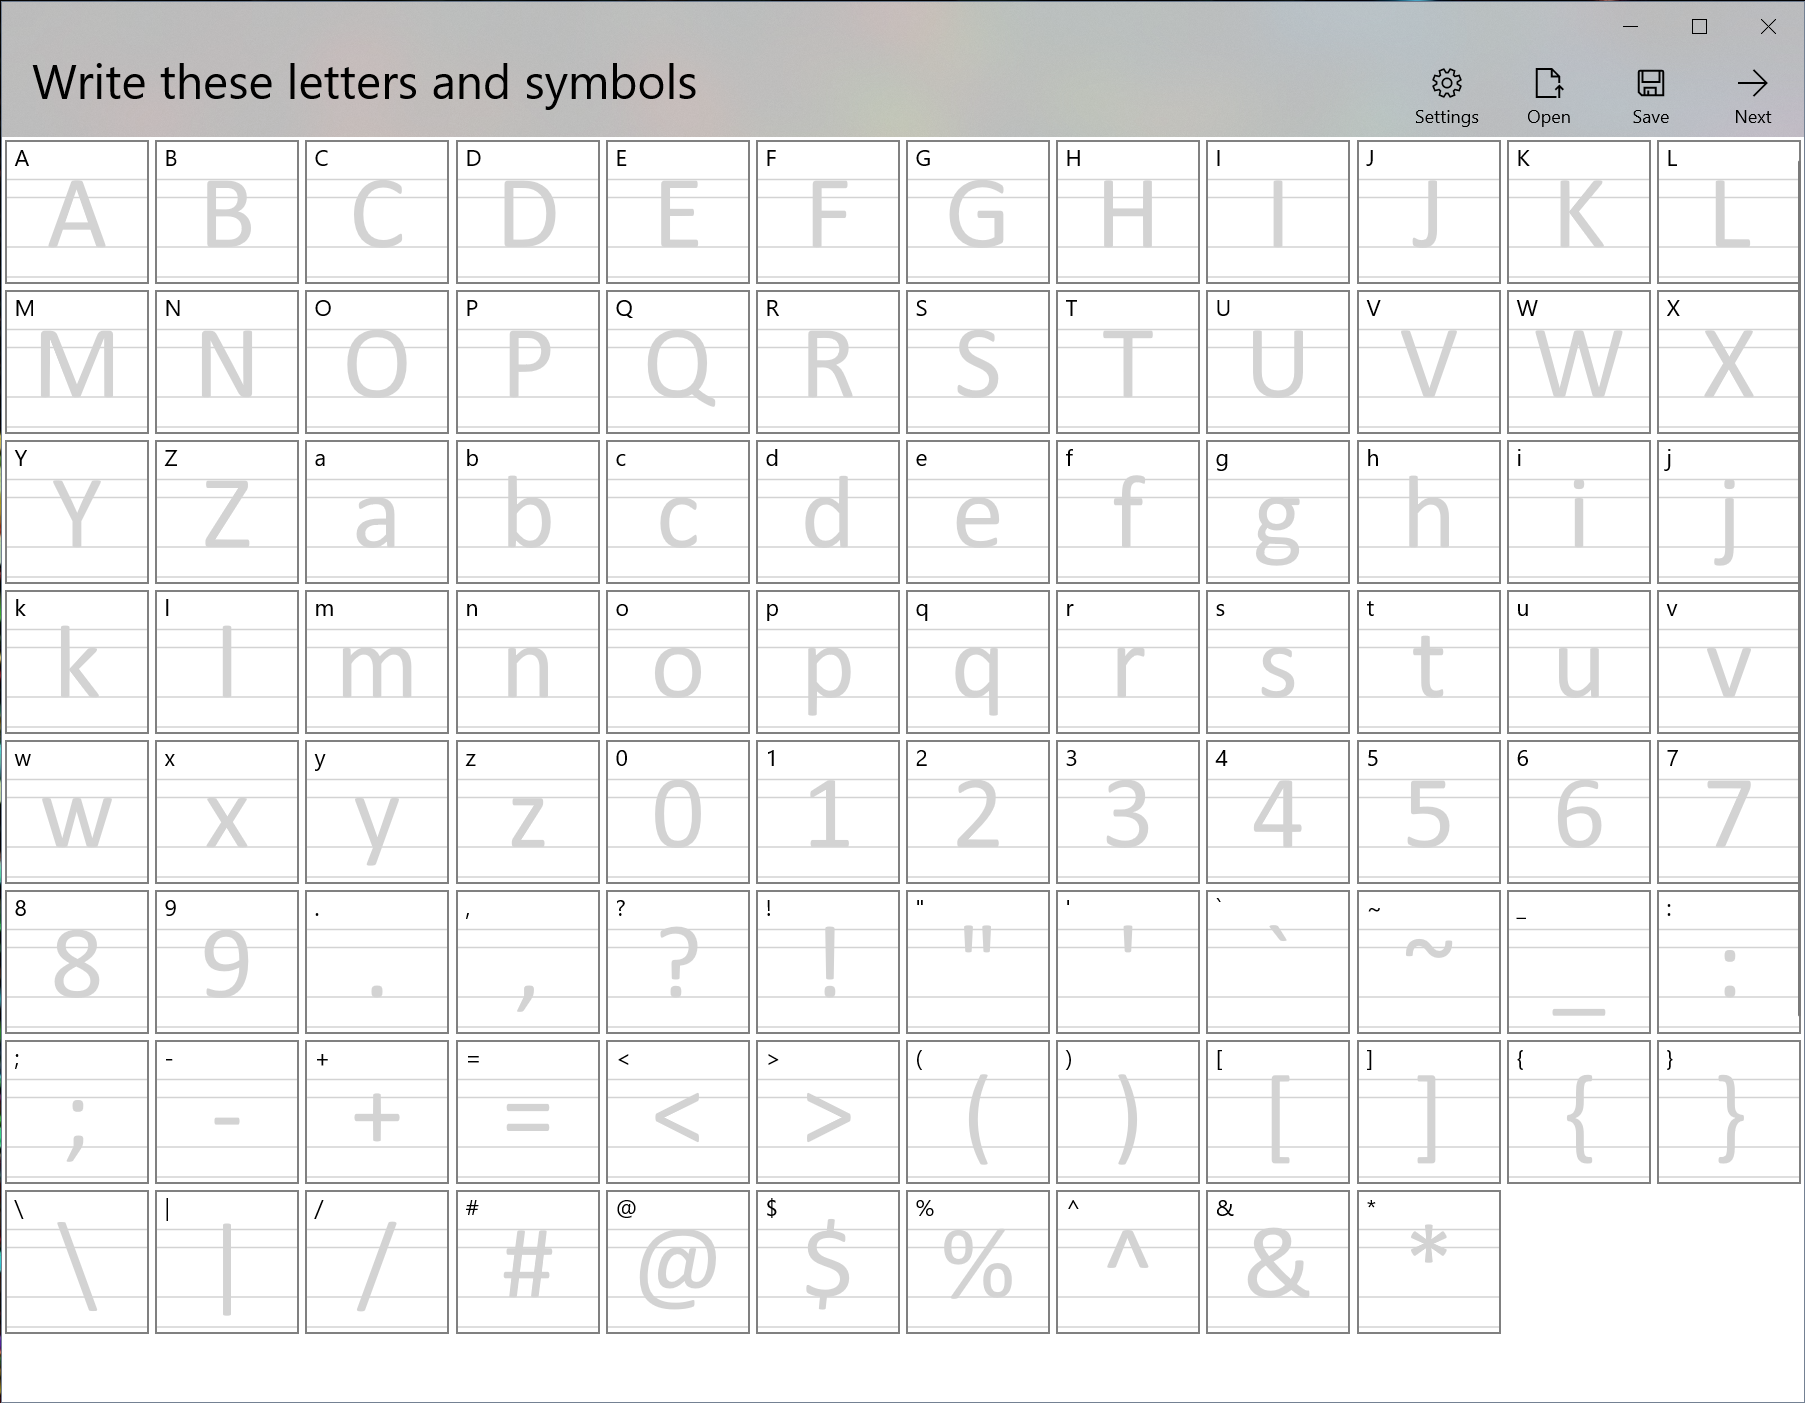 Write these letters and symbols
Settings Open Save Next
A B C D E F G H I J K L
A B C D E F G H I J K L
M N O P Q R S T U V W X
M N O P Q R S T U V W X
Y Z a b c d e f g h i j
Y Z a b c d e f g h i j
k l m n o p q r s t u v
k l m n o p q r s t u v
w x y z 0 1 2 3 4 5 6 7
w x y z 0 1 2 3 4 5 6 7
8 9 . , ? ! " ' ` ~ _ :
8 9 . , ? ! " ' ` ~ _ :
; - + = < > ( ) [ ] { }
; - + = < > ( ) [ ] { }
\ | / # @ $ % ^ & *
\ | / # @ $ % ^ & *